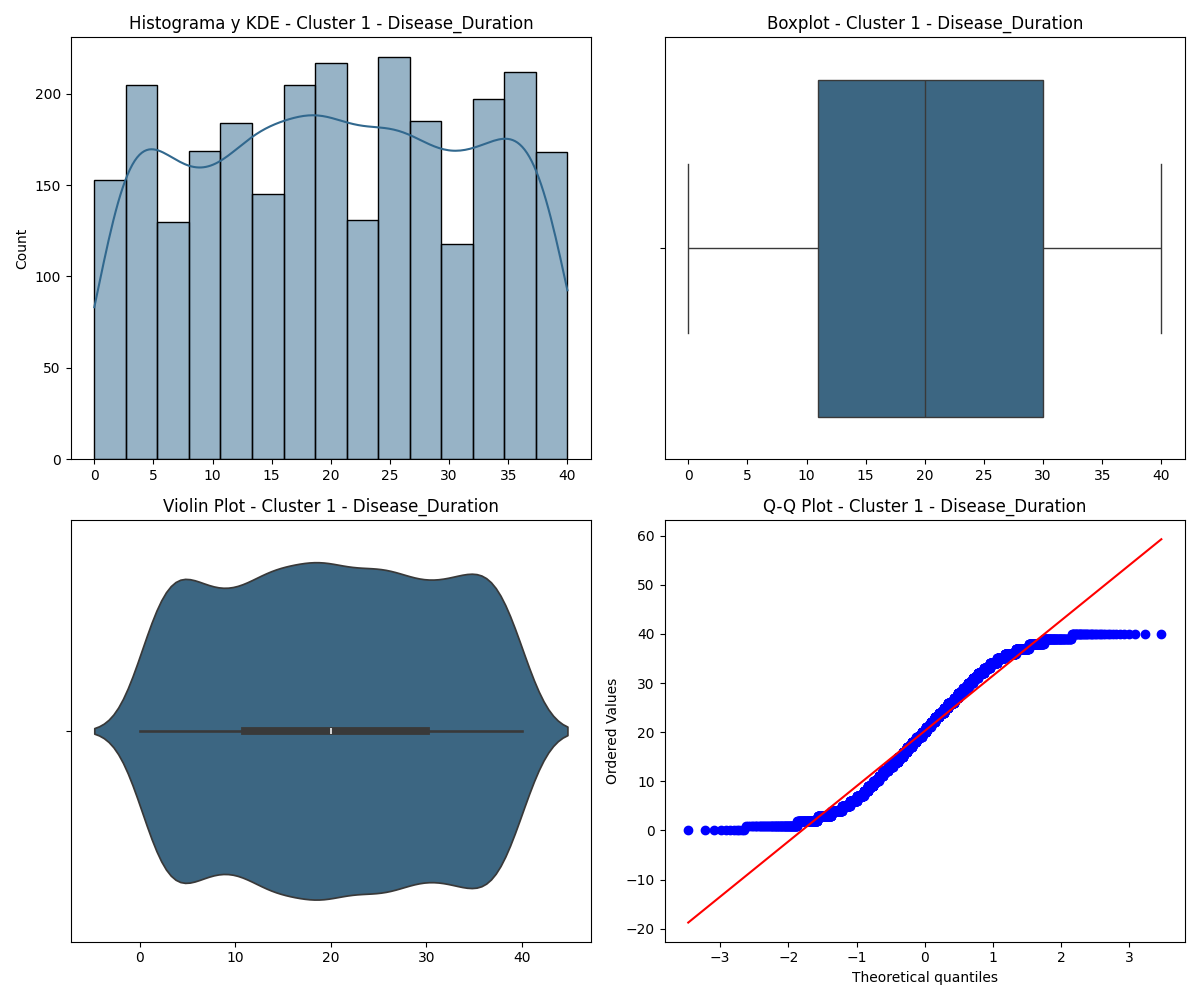 Histograma y KDE - Cluster 1 - Disease_Duration
Count
200
150
100
50
0
0 5 10 15 20 25 30 35 40
Boxplot - Cluster 1 - Disease_Duration
0 5 10 15 20 25 30 35 40
Violin Plot - Cluster 1 - Disease_Duration
0 10 20 30 40
Q-Q Plot - Cluster 1 - Disease_Duration
Ordered Values
60
50
40
30
20
10
0
−10
−20
−3 −2 −1 0 1 2 3
Theoretical quantiles